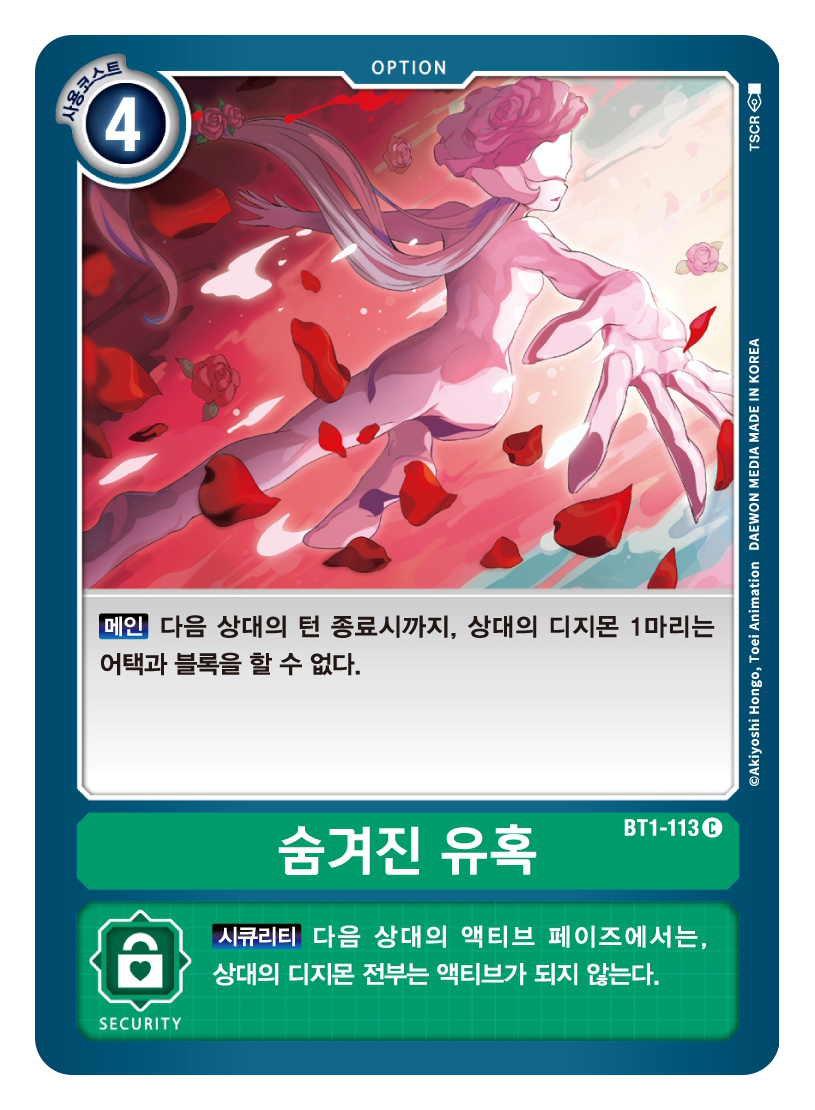 OPTION
사용코스트
4
TSCR
메인 다음 상대의 턴 종료시까지, 상대의 디지몬 1마리는
어택과 블록을 할 수 없다.
©Akiyoshi Hongo, Toei Animation DAEWON MEDIA MADE IN KOREA
BT1-113 C
숨겨진 유혹
시큐리티 다음 상대의 액티브 페이즈에서는,
상대의 디지몬 전부는 액티브가 되지 않는다.
SECURITY